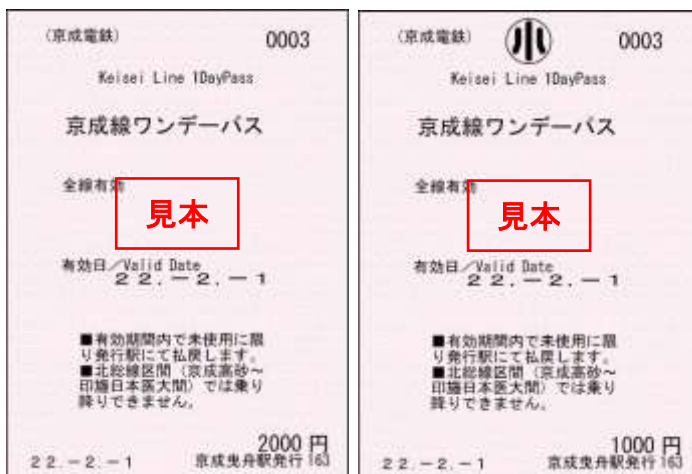 (京成電鉄) 0003
Keisei Line 1DayPass
京成線ワンデーパス
全線有効
見本
有効日/Valid Date
22.-2.-1
■有効期間内で未使用に限
り発行駅にて払戻します。
■北総線区間(京成高砂~
印旛日本医大間)では乗り
降りできません。
2000円
22.-2.-1 京成曳舟駅発行163
(京成電鉄) 小 0003
Keisei Line 1DayPass
京成線ワンデーパス
全線有効
見本
有効日/Valid Date
22.-2.-1
■有効期間内で未使用に限
り発行駅にて払戻します。
■北総線区間(京成高砂~
印旛日本医大間)では乗り
降りできません。
1000円
22.-2.-1 京成曳舟駅発行163